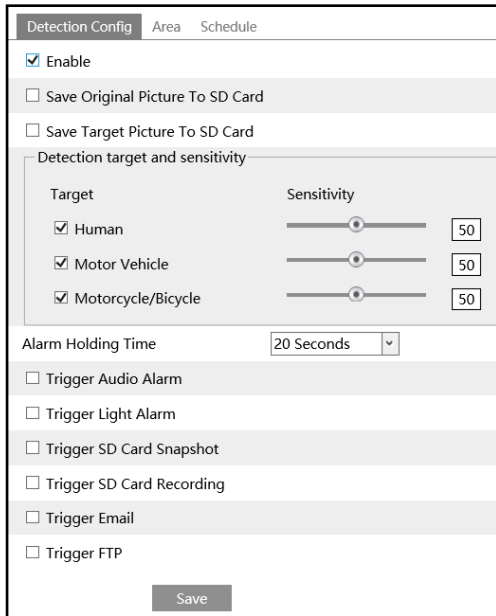 Detection Config Area Schedule
Enable
Save Original Picture To SD Card
Save Target Picture To SD Card
Detection target and sensitivity
Target Sensitivity
Human 50
Motor Vehicle 50
Motorcycle/Bicycle 50
Alarm Holding Time 20 Seconds
Trigger Audio Alarm
Trigger Light Alarm
Trigger SD Card Snapshot
Trigger SD Card Recording
Trigger Email
Trigger FTP
Save